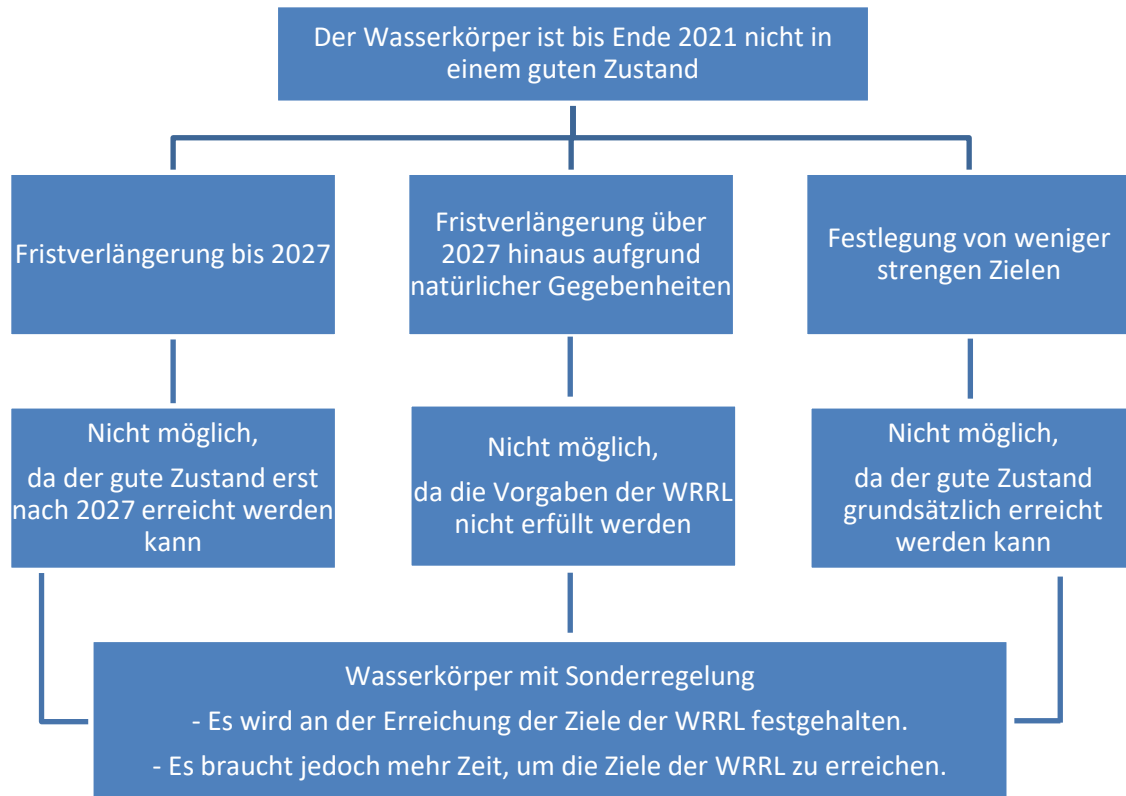 Der Wasserkörper ist bis Ende 2021 nicht in
einem guten Zustand
Fristverlängerung bis 2027
Fristverlängerung über
2027 hinaus aufgrund
natürlicher Gegebenheiten
Festlegung von weniger
strengen Zielen
Nicht möglich,
da der gute Zustand erst
nach 2027 erreicht werden
kann
Nicht möglich,
da die Vorgaben der WRRL
nicht erfüllt werden
Nicht möglich,
da der gute Zustand
grundsätzlich erreicht
werden kann
Wasserkörper mit Sonderregelung
- Es wird an der Erreichung der Ziele der WRRL festgehalten.
- Es braucht jedoch mehr Zeit, um die Ziele der WRRL zu erreichen.